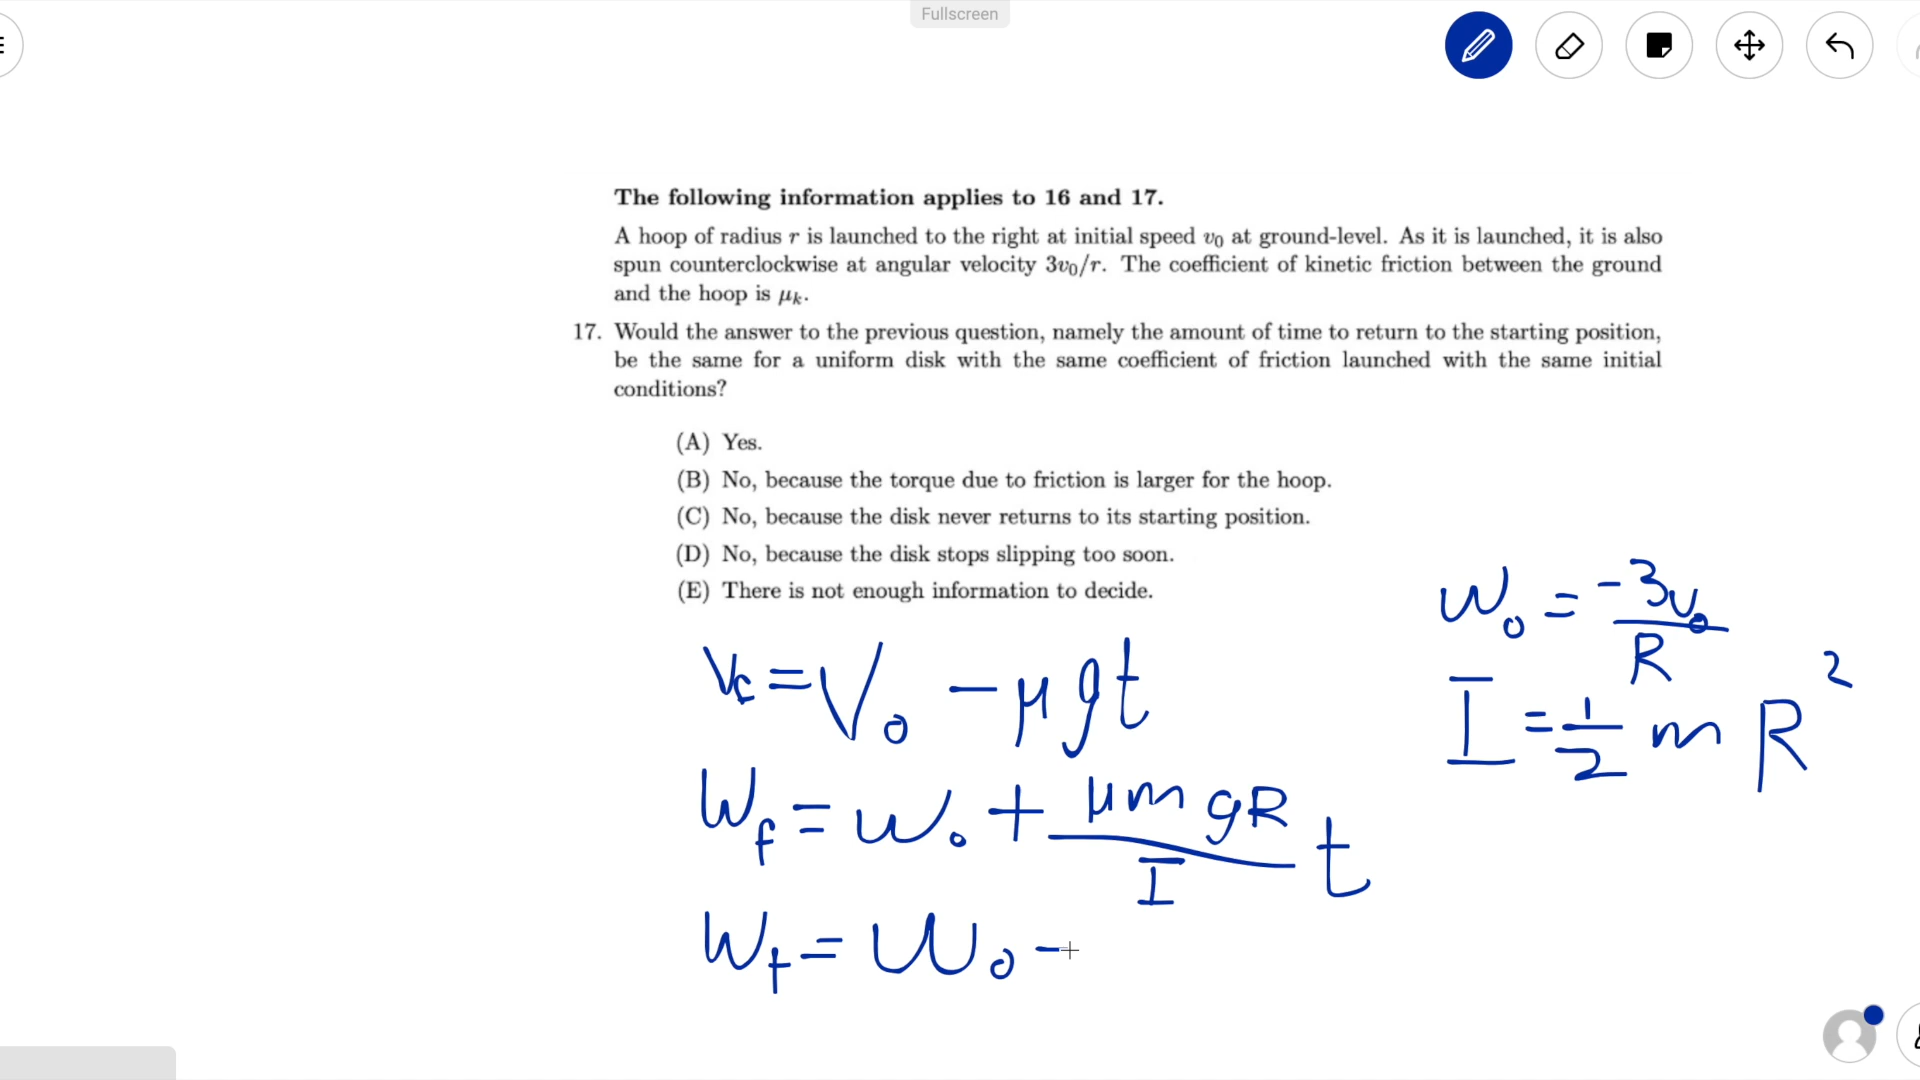 Fullscreen
The following information applies to 16 and 17.
A hoop of radius r is launched to the right at initial speed v₀ at ground-level. As it is launched, it is also
spun counterclockwise at angular velocity 3v₀/r. The coefficient of kinetic friction between the ground
and the hoop is μₖ.
17. Would the answer to the previous question, namely the amount of time to return to the starting position,
be the same for a uniform disk with the same coefficient of friction launched with the same initial
conditions?
(A) Yes.
(B) No, because the torque due to friction is larger for the hoop.
(C) No, because the disk never returns to its starting position.
(D) No, because the disk stops slipping too soon.
(E) There is not enough information to decide.
ω₀ = -3v₀/R
I = 1/2 m R²
v_c = V₀ - μgt
ω_f = ω₀ + μmgR/I t
ω_f = ω₀ -